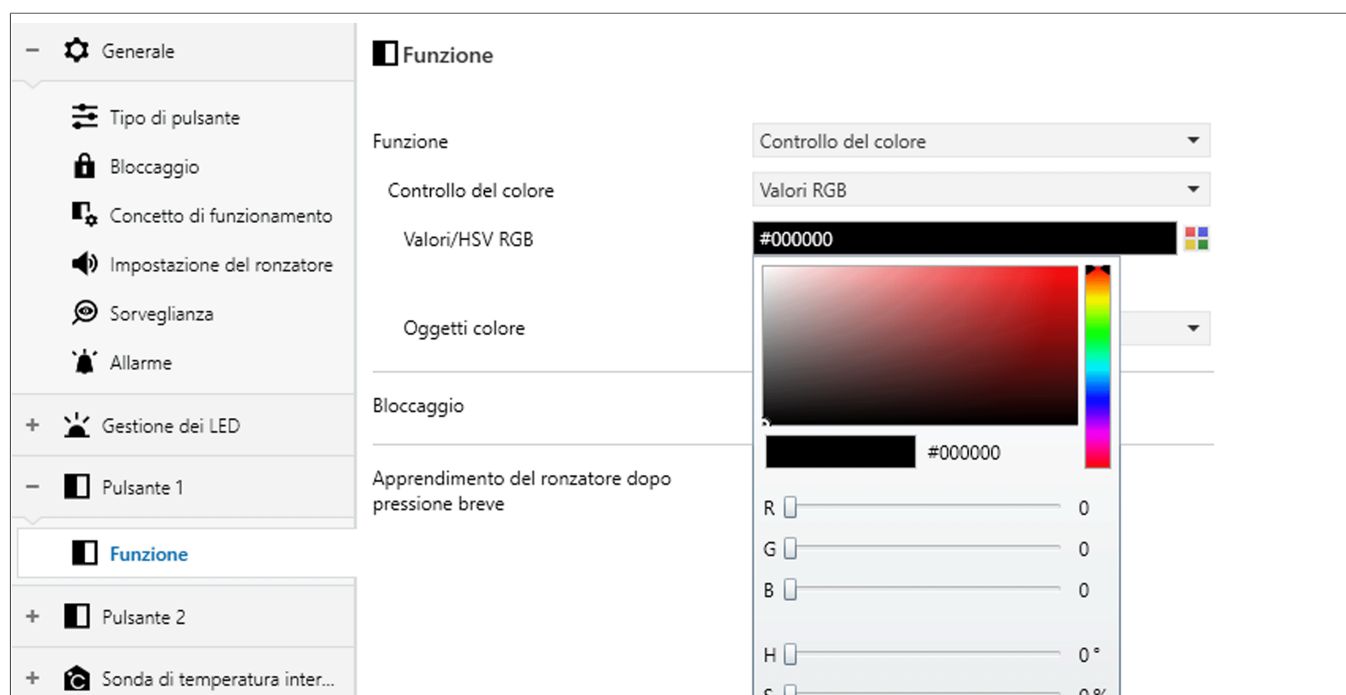 Generale
Tipo di pulsante
Bloccaggio
Concetto di funzionamento
Impostazione del ronzatore
Sorveglianza
Allarme
Gestione dei LED
Pulsante 1
Funzione
Pulsante 2
Sonda di temperatura inter...
Funzione
Funzione Controllo del colore
Controllo del colore Valori RGB
Valori/HSV RGB #000000
Oggetti colore
#000000
Bloccaggio
Apprendimento del ronzatore dopo
pressione breve
R 0
G 0
B 0
H 0 °
S 0 %